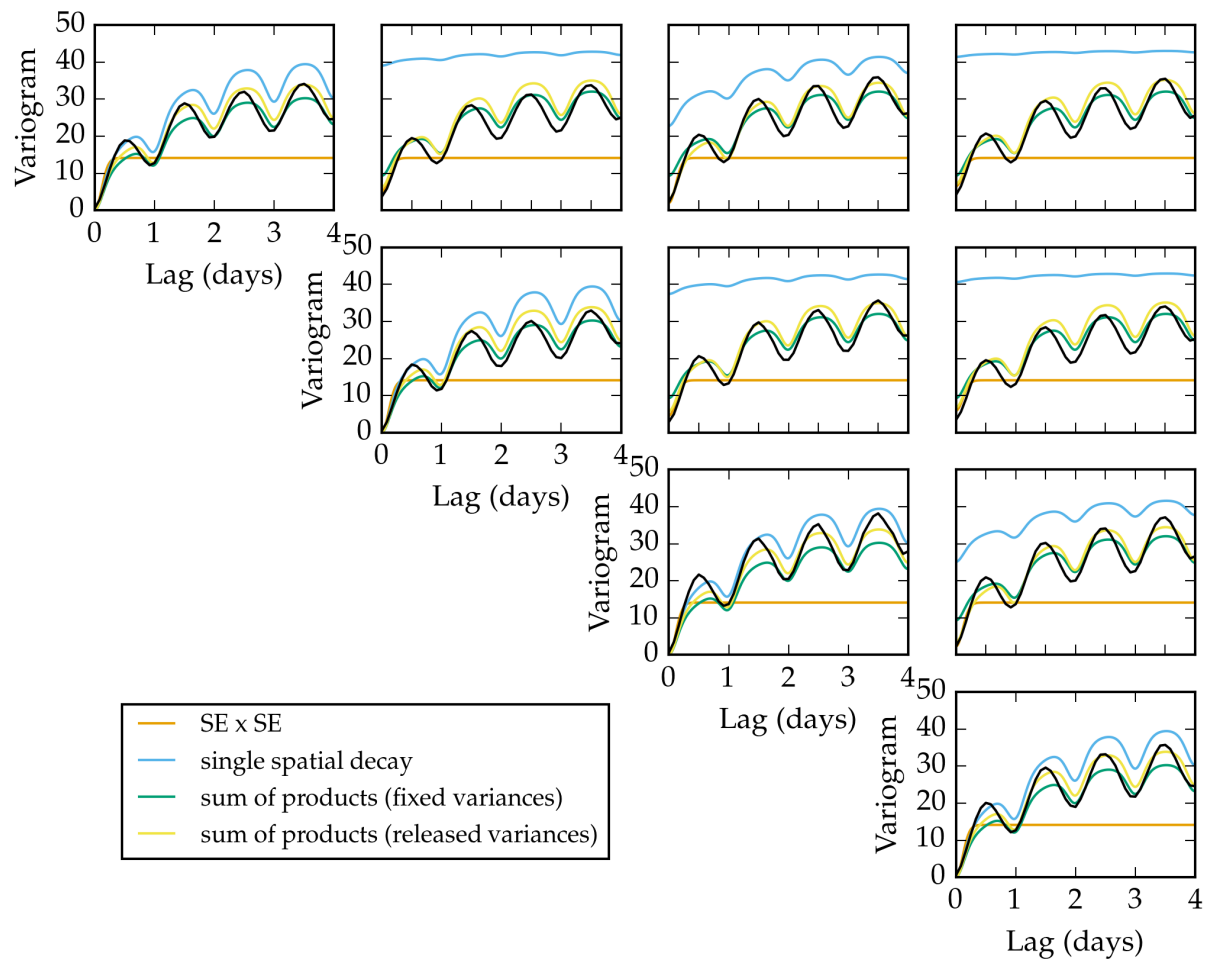 50
40
30
20
10
0
Variogram
0 1 2 3 4
Lag (days)
50
40
30
20
10
0
Variogram
0 1 2 3 4
Lag (days)
50
40
30
20
10
0
Variogram
0 1 2 3 4
Lag (days)
50
40
30
20
10
0
Variogram
0 1 2 3 4
Lag (days)
SE x SE
single spatial decay
sum of products (fixed variances)
sum of products (released variances)